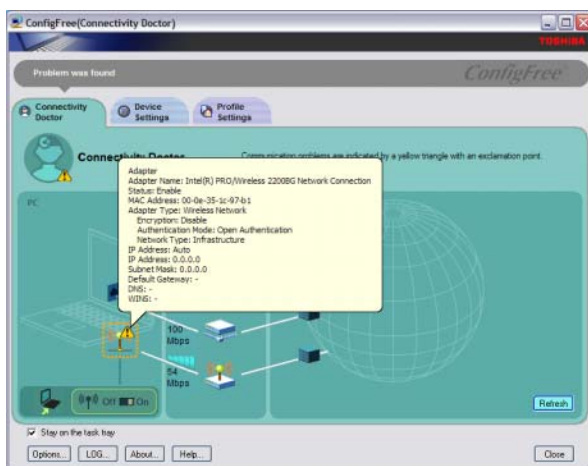 ConfigFree(Connectivity Doctor)
TOSHIBA
Problem was found
ConfigFree
Connectivity Doctor
Device Settings
Profile Settings
Communication problems are indicated by a yellow triangle with an exclamation point.
PC
Adapter
Adapter Name: Intel(R) PRO/Wireless 2200BG Network Connection
Status: Enable
MAC Address: 00-0e-35-1c-97-b1
Adapter Type: Wireless Network
Encryption: Disable
Authentication Mode: Open Authentication
Network Type: Infrastructure
IP Address: Auto
IP Address: 0.0.0.0
Subnet Mask: 0.0.0.0
Default Gateway: -
DNS: -
WINS: -
100
Mbps
54
Mbps
Off On
Refresh
Stay on the task tray
Options...
LOG...
About...
Help...
Close